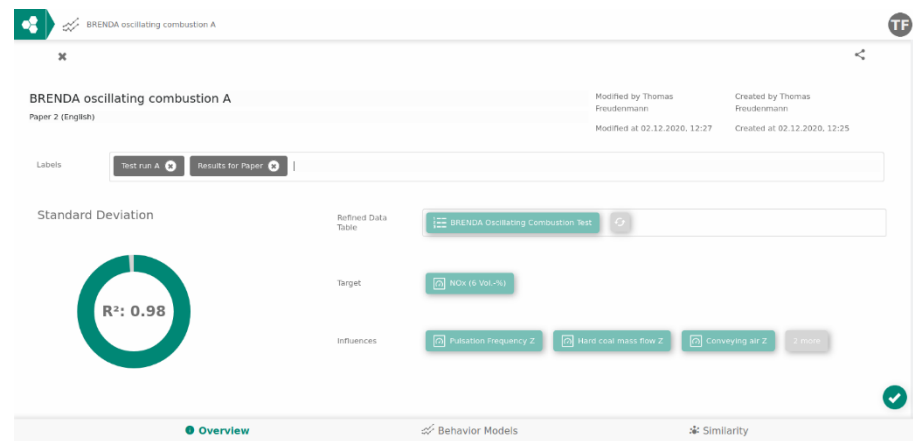 BRENDA oscillating combustion A
TF
BRENDA oscillating combustion A
Paper 2 (English)
Modified by Thomas
Freudenmann
Modified at 02.12.2020, 12:27
Created by Thomas
Freudenmann
Created at 02.12.2020, 12:25
Labels
Test run A
Results for Paper
Standard Deviation
R²: 0.98
Refined Data
Table
BRENDA Oscillating Combustion Test
Target
NOx (6 Vol.-%)
Influences
Pulsation Frequency Z
Hard coal mass flow Z
Conveying air Z
2 more
Overview
Behavior Models
Similarity